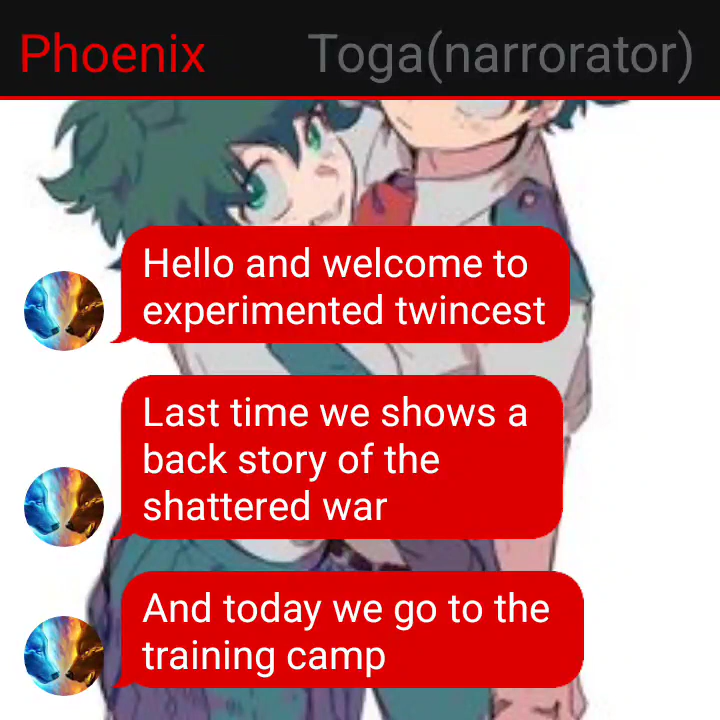 Phoenix Toga(narrorator)
Hello and welcome to
experimented twincest
Last time we shows a
back story of the
shattered war
And today we go to the
training camp